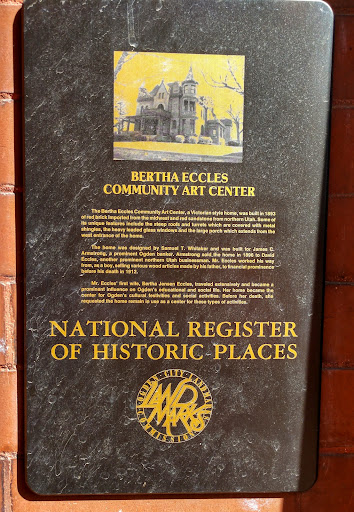 BERTHA ECCLES
COMMUNITY ART CENTER
The Bertha Eccles Community Art Center, a Victorian style home, was built in 1893
of red brick imported from the midwest and red sandstone from northern Utah. Some of
its unique features include the steep roofs and turrets which are covered with metal
shingles, the heavy leaded glass windows and the large porch which extends from the
west entrance of the home.
The home was designed by Samuel T. Whitaker and was built for James C.
Armstrong, a prominent Ogden banker. Armstrong sold the home in 1896 to David
Eccles, another prominent northern Utah businessman. Mr. Eccles worked his way
from, as a boy, selling various wood articles made by his father, to financial prominence
before his death in 1912.
Mr. Eccles' first wife, Bertha Jensen Eccles, traveled extensively and became a
prominent influence on Ogden's educational and social life. Her home became the
center for Ogden's cultural festivities and social activities. Before her death, she
requested the home remain in use as a center for these types of activities.
NATIONAL REGISTER
OF HISTORIC PLACES
OGDEN CITY LANDMARKS
LAND
MARKS